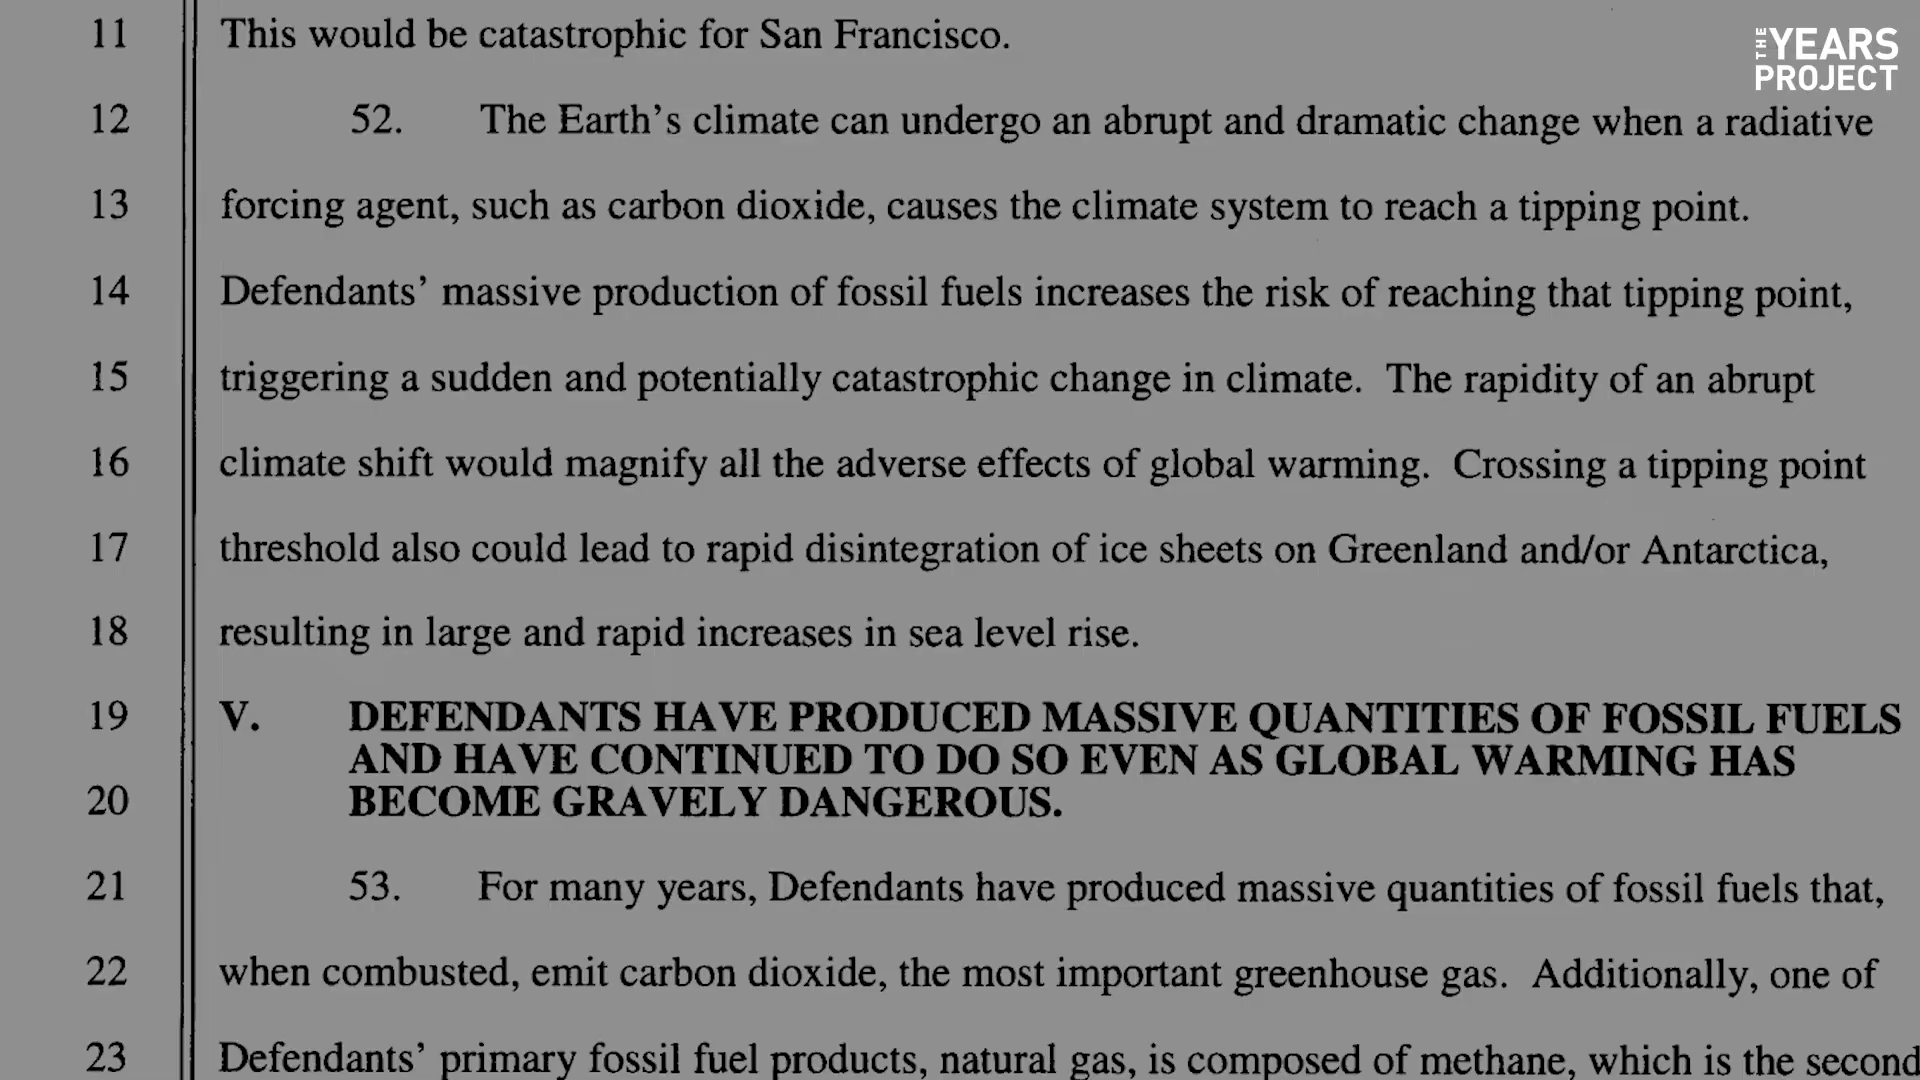 THE YEARS PROJECT
11 This would be catastrophic for San Francisco.
12 52. The Earth’s climate can undergo an abrupt and dramatic change when a radiative
13 forcing agent, such as carbon dioxide, causes the climate system to reach a tipping point.
14 Defendants’ massive production of fossil fuels increases the risk of reaching that tipping point,
15 triggering a sudden and potentially catastrophic change in climate. The rapidity of an abrupt
16 climate shift would magnify all the adverse effects of global warming. Crossing a tipping point
17 threshold also could lead to rapid disintegration of ice sheets on Greenland and/or Antarctica,
18 resulting in large and rapid increases in sea level rise.
19 V. DEFENDANTS HAVE PRODUCED MASSIVE QUANTITIES OF FOSSIL FUELS
AND HAVE CONTINUED TO DO SO EVEN AS GLOBAL WARMING HAS
20 BECOME GRAVELY DANGEROUS.
21 53. For many years, Defendants have produced massive quantities of fossil fuels that,
22 when combusted, emit carbon dioxide, the most important greenhouse gas. Additionally, one of
23 Defendants’ primary fossil fuel products, natural gas, is composed of methane, which is the second